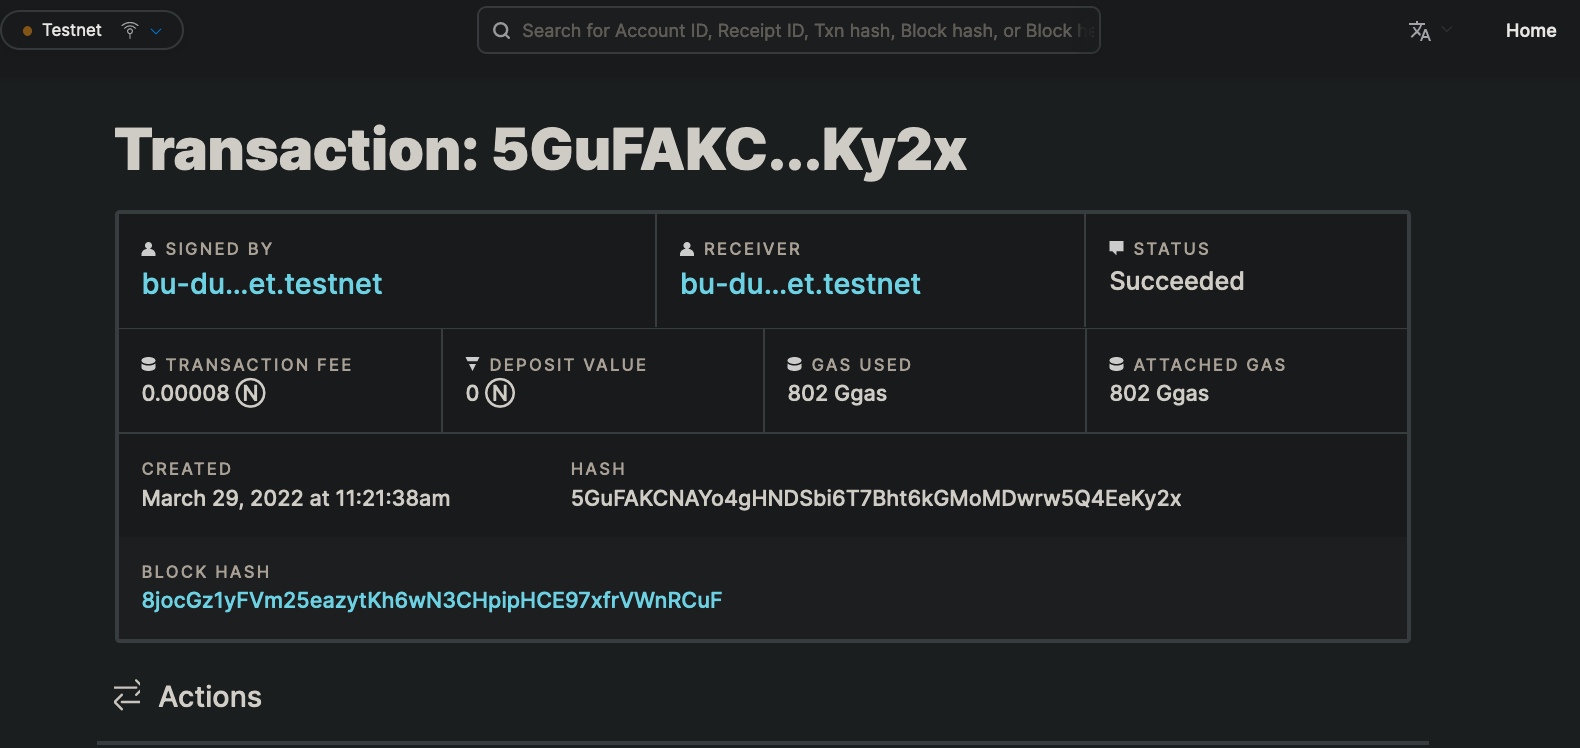 Testnet
Search for Account ID, Receipt ID, Txn hash, Block hash, or Block
Home
Transaction: 5GuFAKC...Ky2x
SIGNED BY
bu-du...et.testnet
RECEIVER
bu-du...et.testnet
STATUS
Succeeded
TRANSACTION FEE
0.00008 Ⓝ
DEPOSIT VALUE
0 Ⓝ
GAS USED
802 Ggas
ATTACHED GAS
802 Ggas
CREATED
March 29, 2022 at 11:21:38am
HASH
5GuFAKCNAYo4gHNDSbi6T7Bht6kGMoMDwrw5Q4EeKy2x
BLOCK HASH
8jocGz1yFVm25eazytKh6wN3CHpipHCE97xfrVWnRCuF
Actions